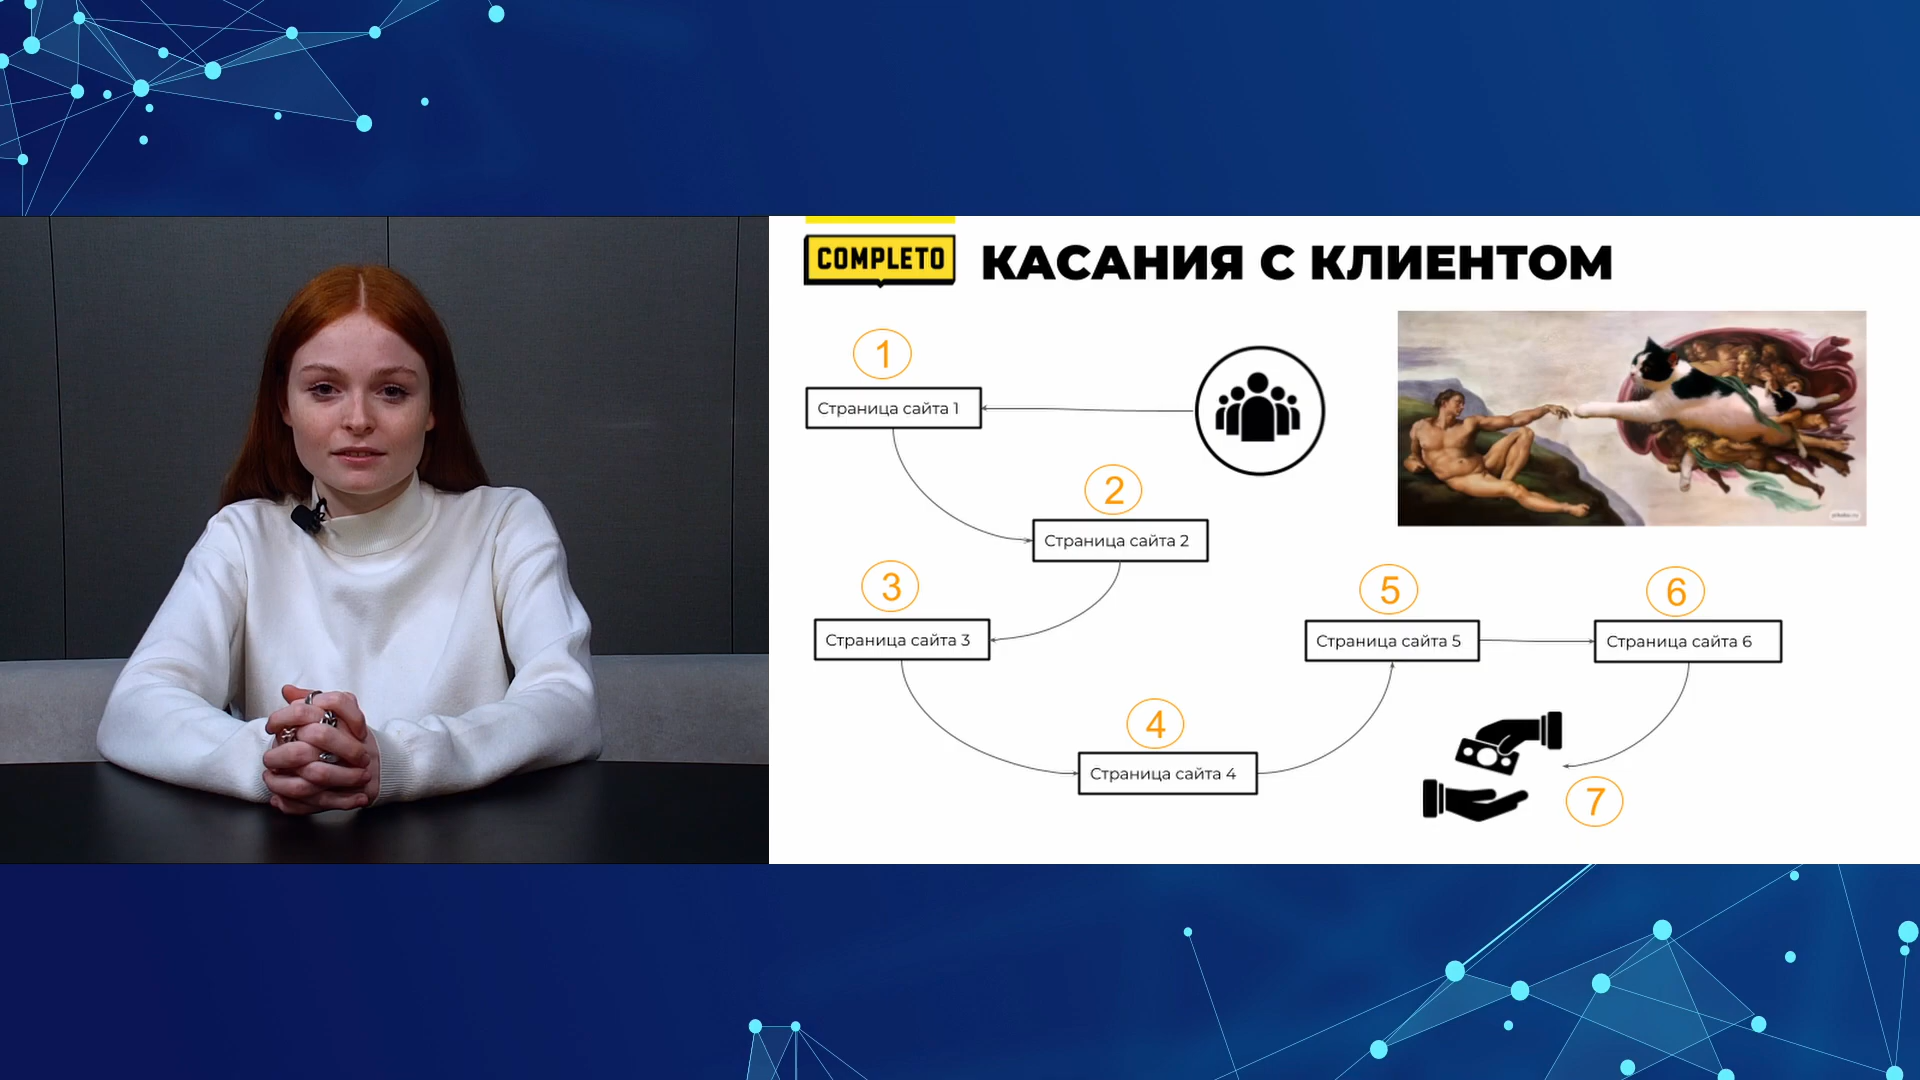 COMPLETO
КАСАНИЯ С КЛИЕНТОМ
1
Страница сайта 1
2
Страница сайта 2
3
Страница сайта 3
4
Страница сайта 4
5
Страница сайта 5
6
Страница сайта 6
7